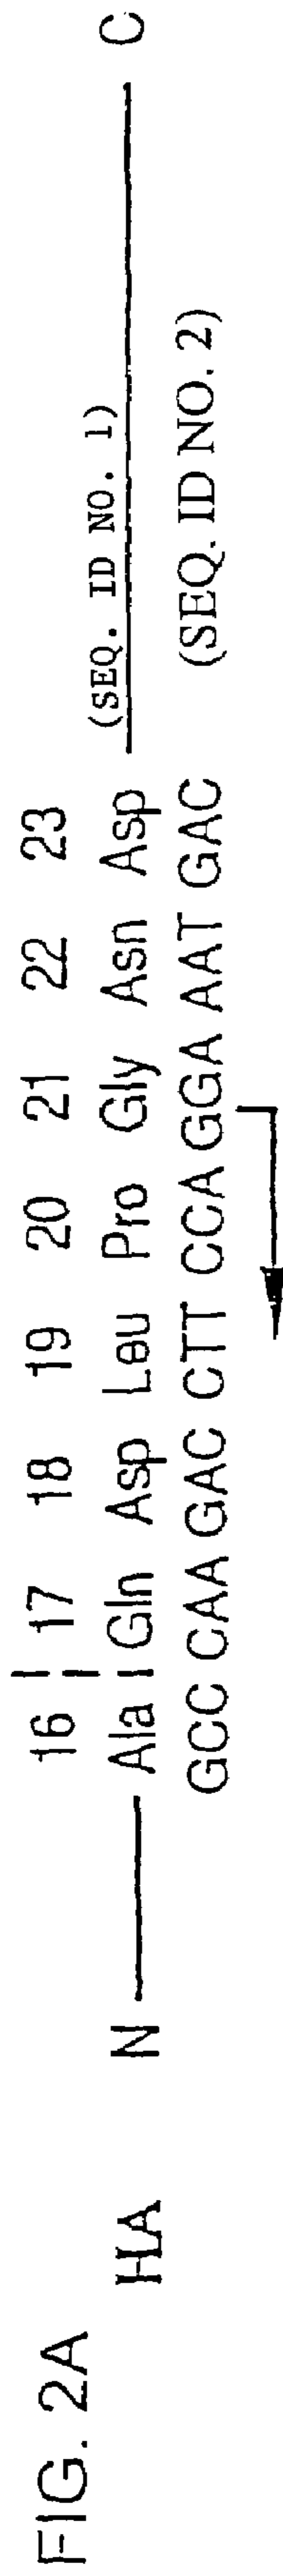 FIG. 2A
16 17 18 19 20 21 22 23
(SEQ. ID NO. 1)
HA N Ala Gln Asp Leu Pro Gly Asn Asp C
GCC CAA GAC CTT CCA GGA AAT GAC (SEQ. ID NO. 2)